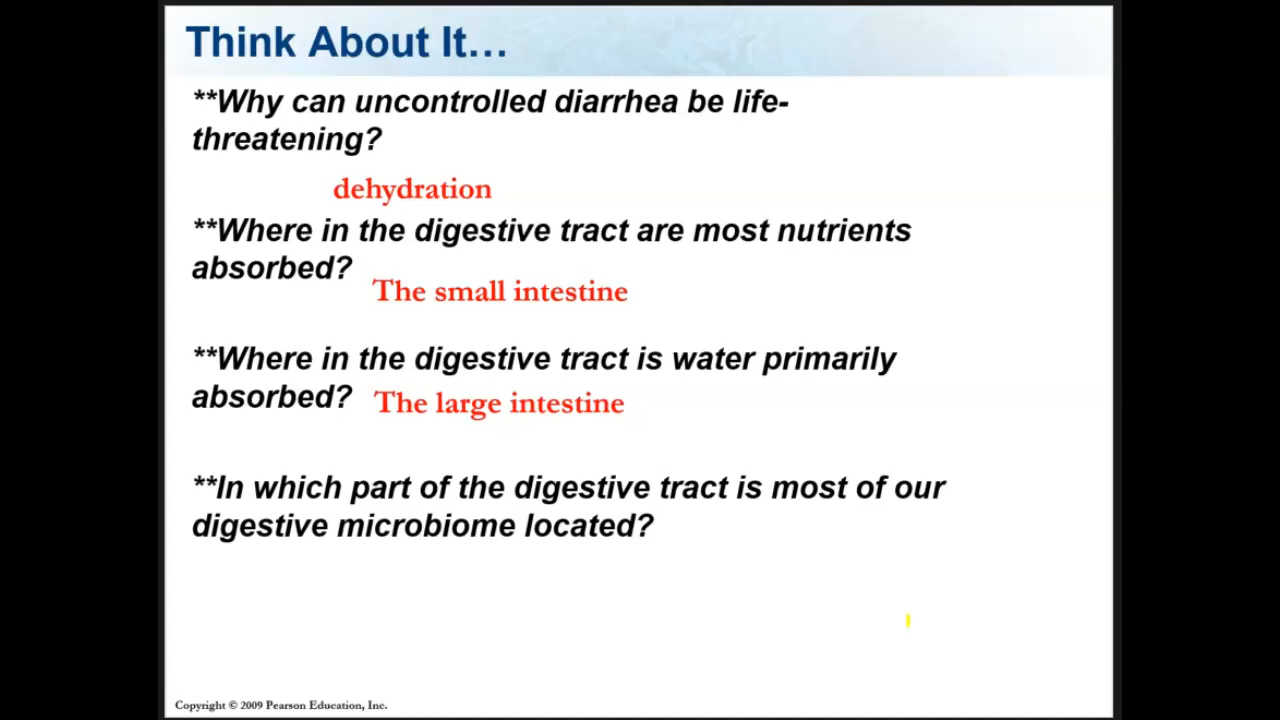 Think About It…
**Why can uncontrolled diarrhea be life-
threatening?
dehydration
**Where in the digestive tract are most nutrients
absorbed?
The small intestine
**Where in the digestive tract is water primarily
absorbed?
The large intestine
**In which part of the digestive tract is most of our
digestive microbiome located?
Copyright © 2009 Pearson Education, Inc.